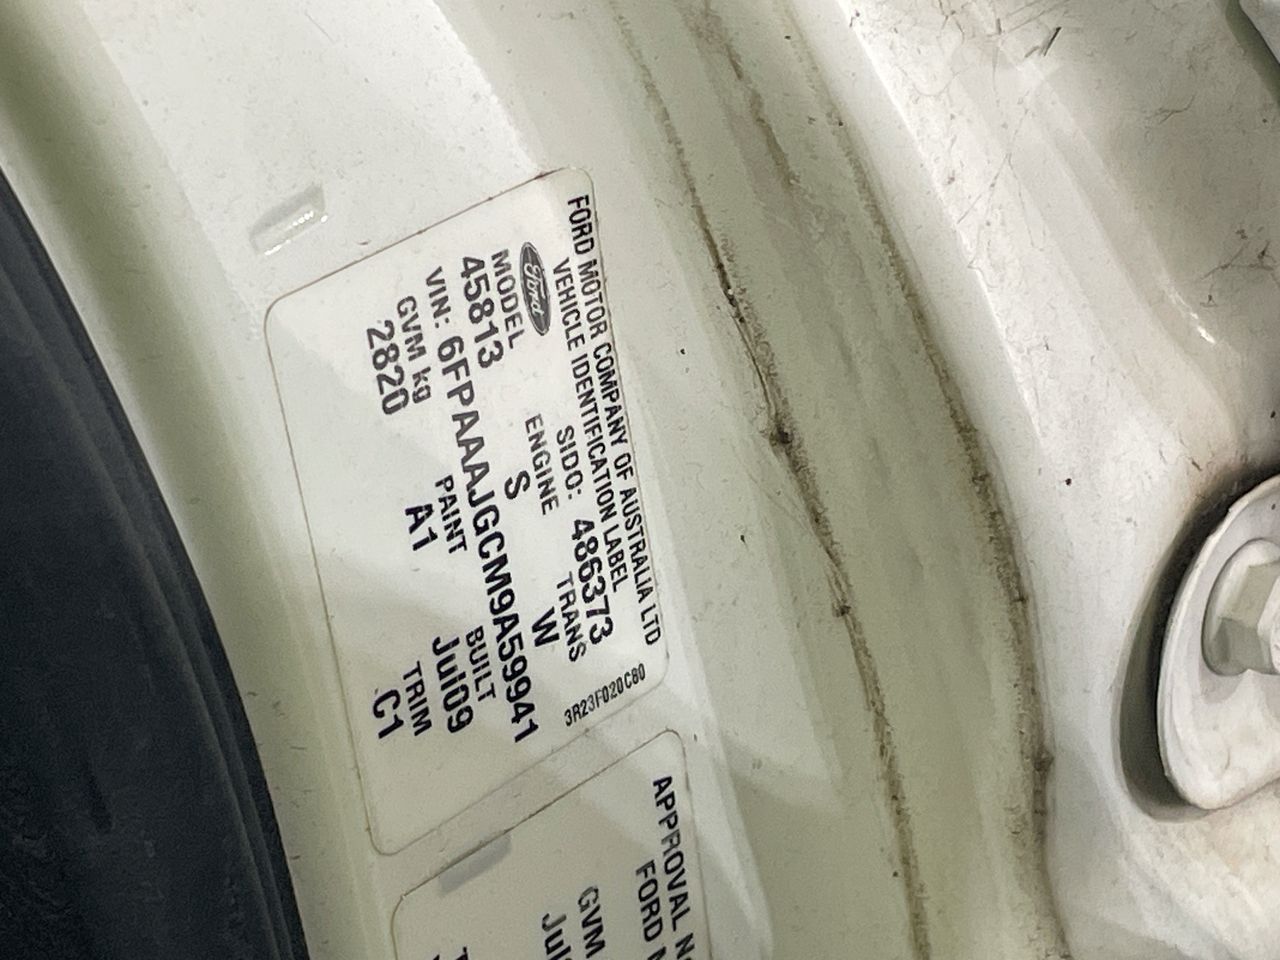 FORD MOTOR COMPANY OF AUSTRALIA LTD
VEHICLE IDENTIFICATION LABEL
Ford
SIDO: 486373
MODEL ENGINE TRANS
45813 S W
VIN: 6FPAAAJGCM9A59941
GVM kg PAINT BUILT TRIM
2820 A1 Jul09 C1
3R23F020C80
APPROVAL
FORD
GVM